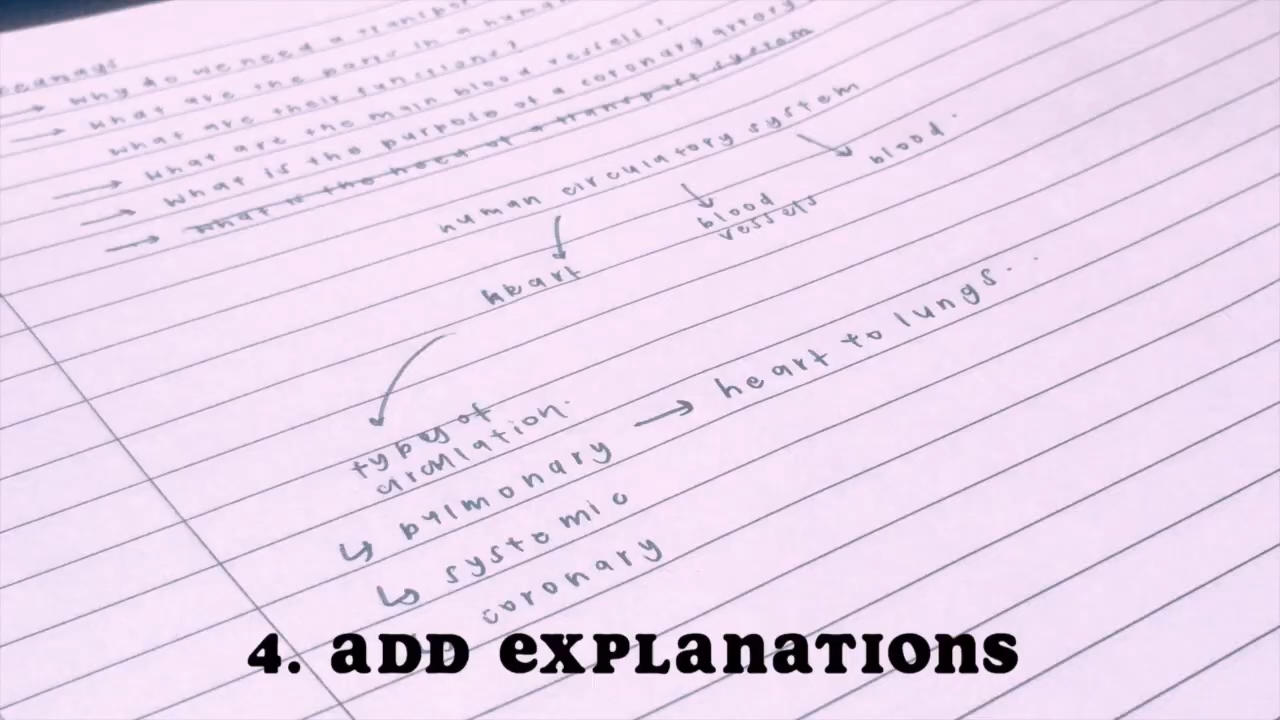 → why do we need a transpor
→ what are the parts in a human
what are their functions?
→ what are the main blood vessels?
→ what is the purpose of a coronary artery
→ what is the need of a transport system
human circulatory system
heart
blood vessels
blood.
types of
circulation.
↳ pulmonary → heart to lungs...
↳ systemic
coronary
4. ADD EXPLANATIONS